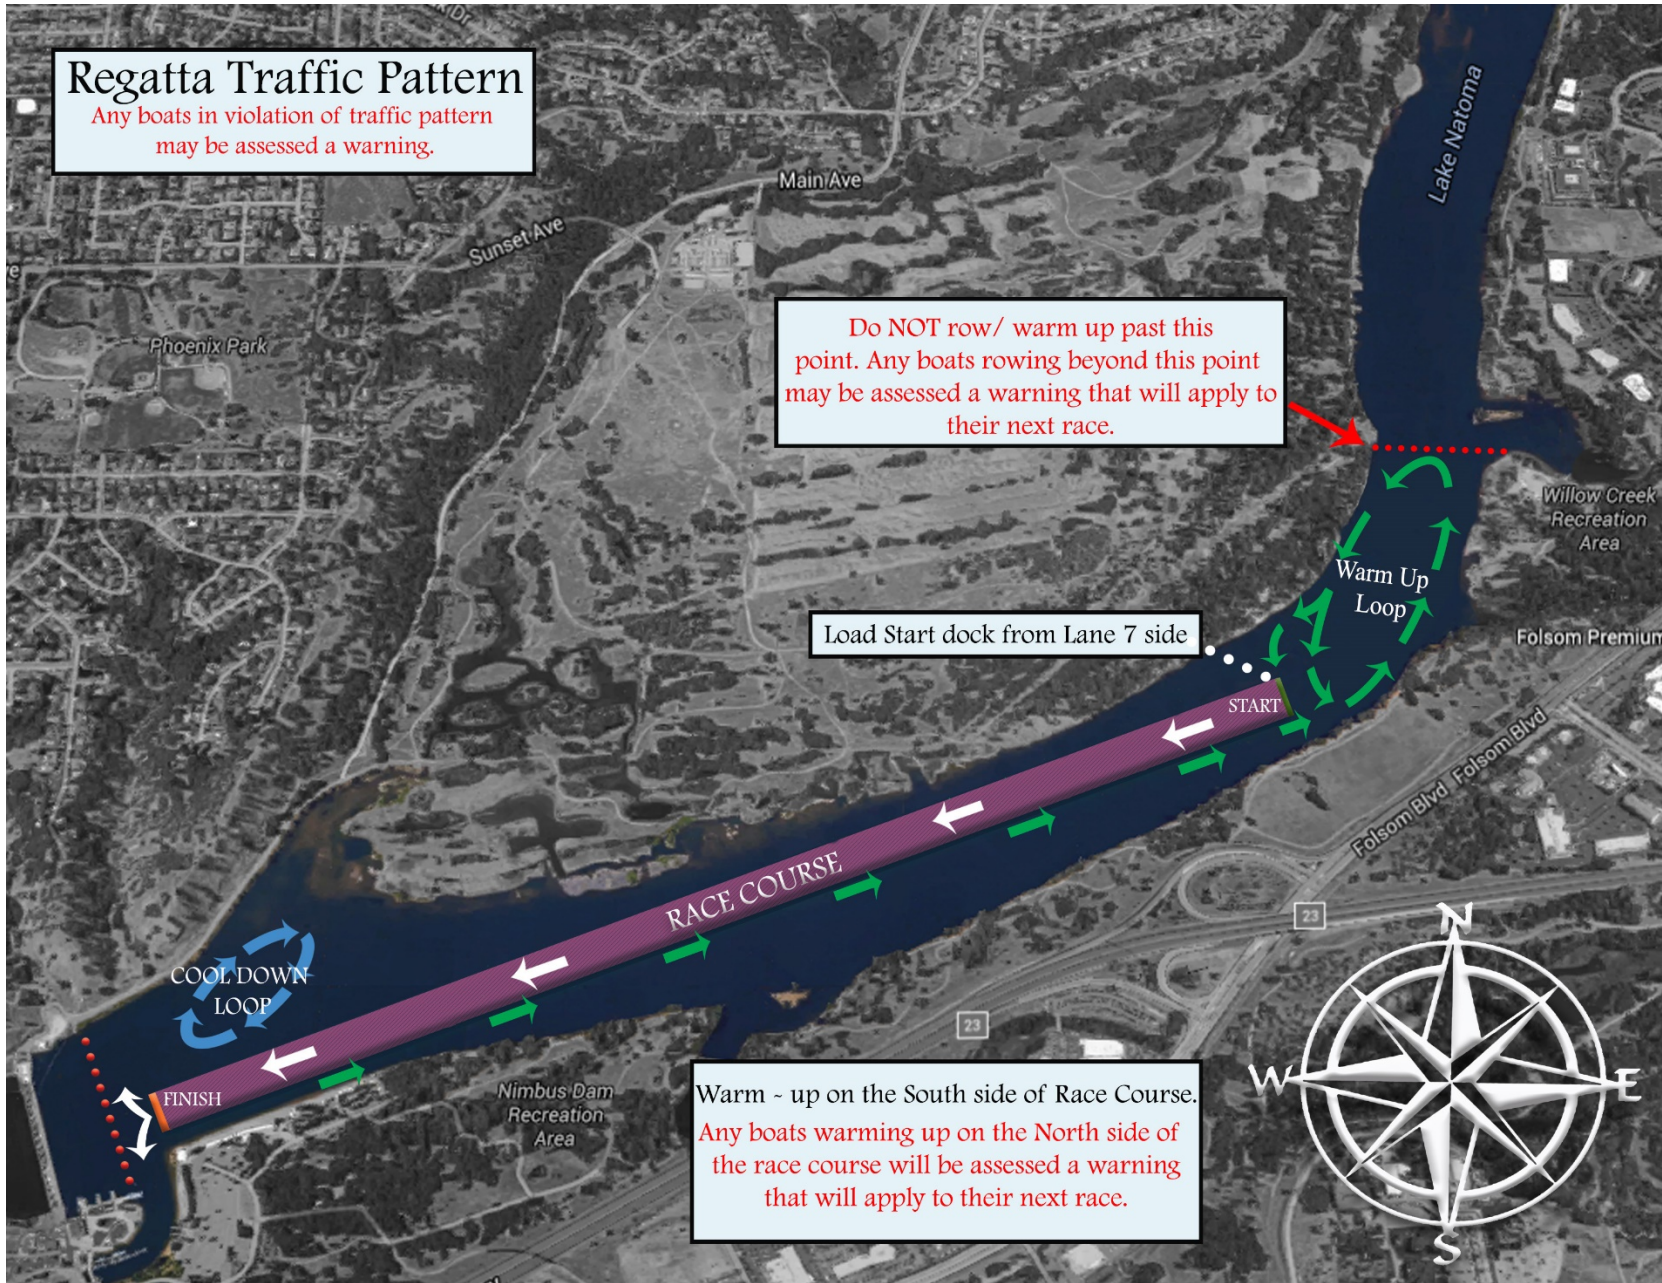 Regatta Traffic Pattern
Any boats in violation of traffic pattern
may be assessed a warning.
Main Ave
Sunset Ave
Lake Natoma
Phoenix Park
Do NOT row/ warm up past this
point. Any boats rowing beyond this point
may be assessed a warning that will apply to
their next race.
Willow Creek
Recreation
Area
Warm Up
Loop
Load Start dock from Lane 7 side
Folsom Premium
START
Folsom Blvd
Folsom Blvd
RACE COURSE
23
23
COOL DOWN
LOOP
FINISH
Nimbus Dam
Recreation
Area
Warm - up on the South side of Race Course.
Any boats warming up on the North side of
the race course will be assessed a warning
that will apply to their next race.
N
W
E
S